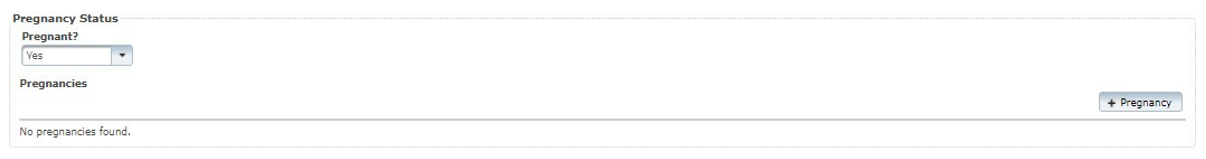 Pregnancy Status
Pregnant?
Yes
Pregnancies
+ Pregnancy
No pregnancies found.